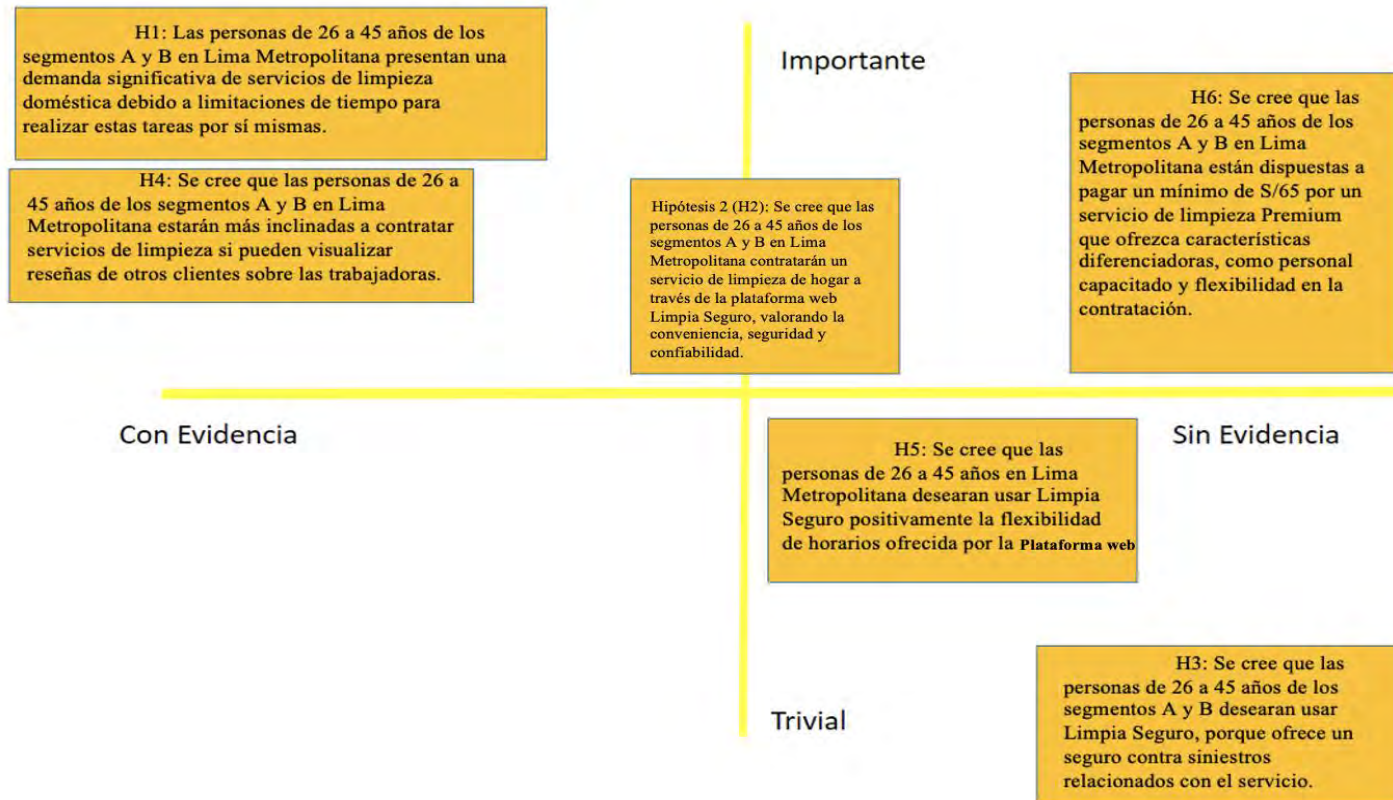 H1: Las personas de 26 a 45 años de los
segmentos A y B en Lima Metropolitana presentan una
demanda significativa de servicios de limpieza
doméstica debido a limitaciones de tiempo para
realizar estas tareas por sí mismas.
H4: Se cree que las personas de 26 a
45 años de los segmentos A y B en Lima
Metropolitana estarán más inclinadas a contratar
servicios de limpieza si pueden visualizar
reseñas de otros clientes sobre las trabajadoras.
Importante
Hipótesis 2 (H2): Se cree que las
personas de 26 a 45 años de los
segmentos A y B en Lima
Metropolitana contratarán un
servicio de limpieza de hogar a
través de la plataforma web
Limpia Seguro, valorando la
conveniencia, seguridad y
confiabilidad.
H6: Se cree que las
personas de 26 a 45 años de los
segmentos A y B en Lima
Metropolitana están dispuestas a
pagar un mínimo de S/65 por un
servicio de limpieza Premium
que ofrezca características
diferenciadoras, como personal
capacitado y flexibilidad en la
contratación.
Con Evidencia
Sin Evidencia
H5: Se cree que las
personas de 26 a 45 años en Lima
Metropolitana desearan usar Limpia
Seguro positivamente la flexibilidad
de horarios ofrecida por la Plataforma web
Trivial
H3: Se cree que las
personas de 26 a 45 años de los
segmentos A y B desearan usar
Limpia Seguro, porque ofrece un
seguro contra siniestros
relacionados con el servicio.